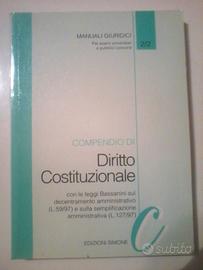 MANUALI GIURIDICI
Per esami universitari
e pubblici concorsi
2/2
COMPENDIO DI
Diritto
Costituzionale
con le leggi Bassanini sul
decentramento amministrativo
(L.59/97) e sulla semplificazione
amministrativa (L.127/97)
C
EDIZIONI SIMONE
subito